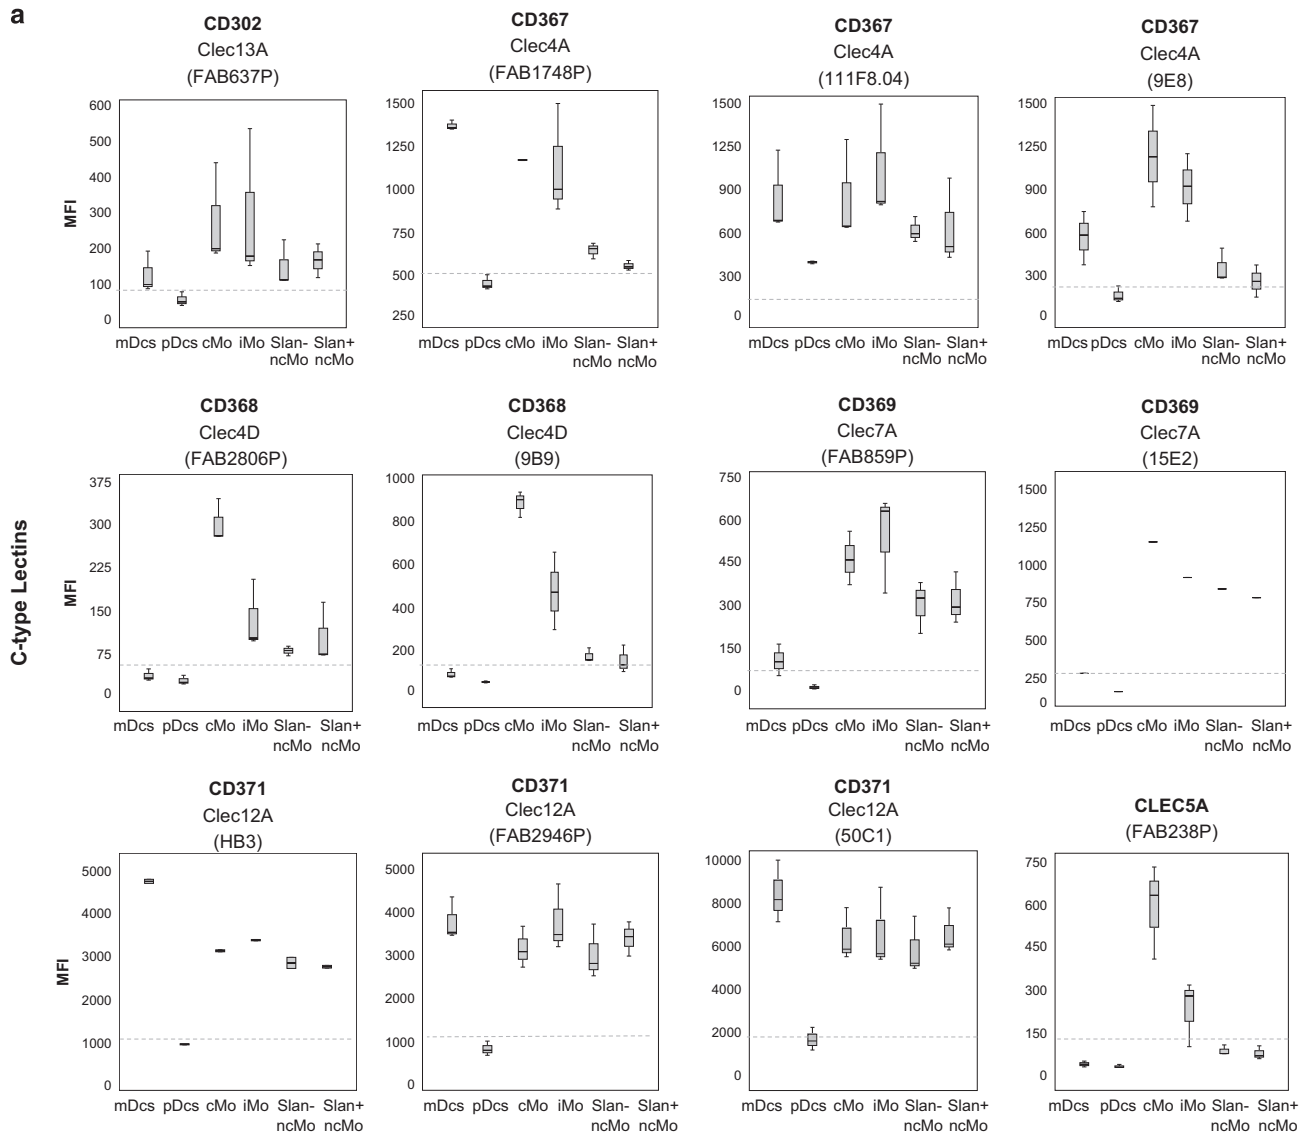 a
C-type Lectins
CD302
Clec13A
(FAB637P)
MFI
600
500
400
300
200
100
0
mDcs pDcs cMo iMo Slan- Slan+
ncMo ncMo
CD367
Clec4A
(FAB1748P)
1500
1250
1000
750
500
250
mDcs pDcs cMo iMo Slan- Slan+
ncMo ncMo
CD367
Clec4A
(111F8.04)
1500
1250
900
600
300
0
mDcs pDcs cMo iMo Slan- Slan+
ncMo ncMo
CD367
Clec4A
(9E8)
1500
1250
900
600
300
0
mDcs pDcs cMo iMo Slan- Slan+
ncMo ncMo
CD368
Clec4D
(FAB2806P)
MFI
375
300
225
150
75
0
mDcs pDcs cMo iMo Slan- Slan+
ncMo ncMo
CD368
Clec4D
(9B9)
1000
800
600
400
200
0
mDcs pDcs cMo iMo Slan- Slan+
ncMo ncMo
CD369
Clec7A
(FAB859P)
750
600
450
300
150
0
mDcs pDcs cMo iMo Slan- Slan+
ncMo ncMo
CD369
Clec7A
(15E2)
1500
1250
1000
750
500
250
0
mDcs pDcs cMo iMo Slan- Slan+
ncMo ncMo
CD371
Clec12A
(HB3)
MFI
5000
4000
3000
2000
1000
0
mDcs pDcs cMo iMo Slan- Slan+
ncMo ncMo
CD371
Clec12A
(FAB2946P)
5000
4000
3000
2000
1000
0
mDcs pDcs cMo iMo Slan- Slan+
ncMo ncMo
CD371
Clec12A
(50C1)
10000
8000
6000
4000
2000
0
mDcs pDcs cMo iMo Slan- Slan+
ncMo ncMo
CLEC5A
(FAB238P)
750
600
450
300
150
0
mDcs pDcs cMo iMo Slan- Slan+
ncMo ncMo